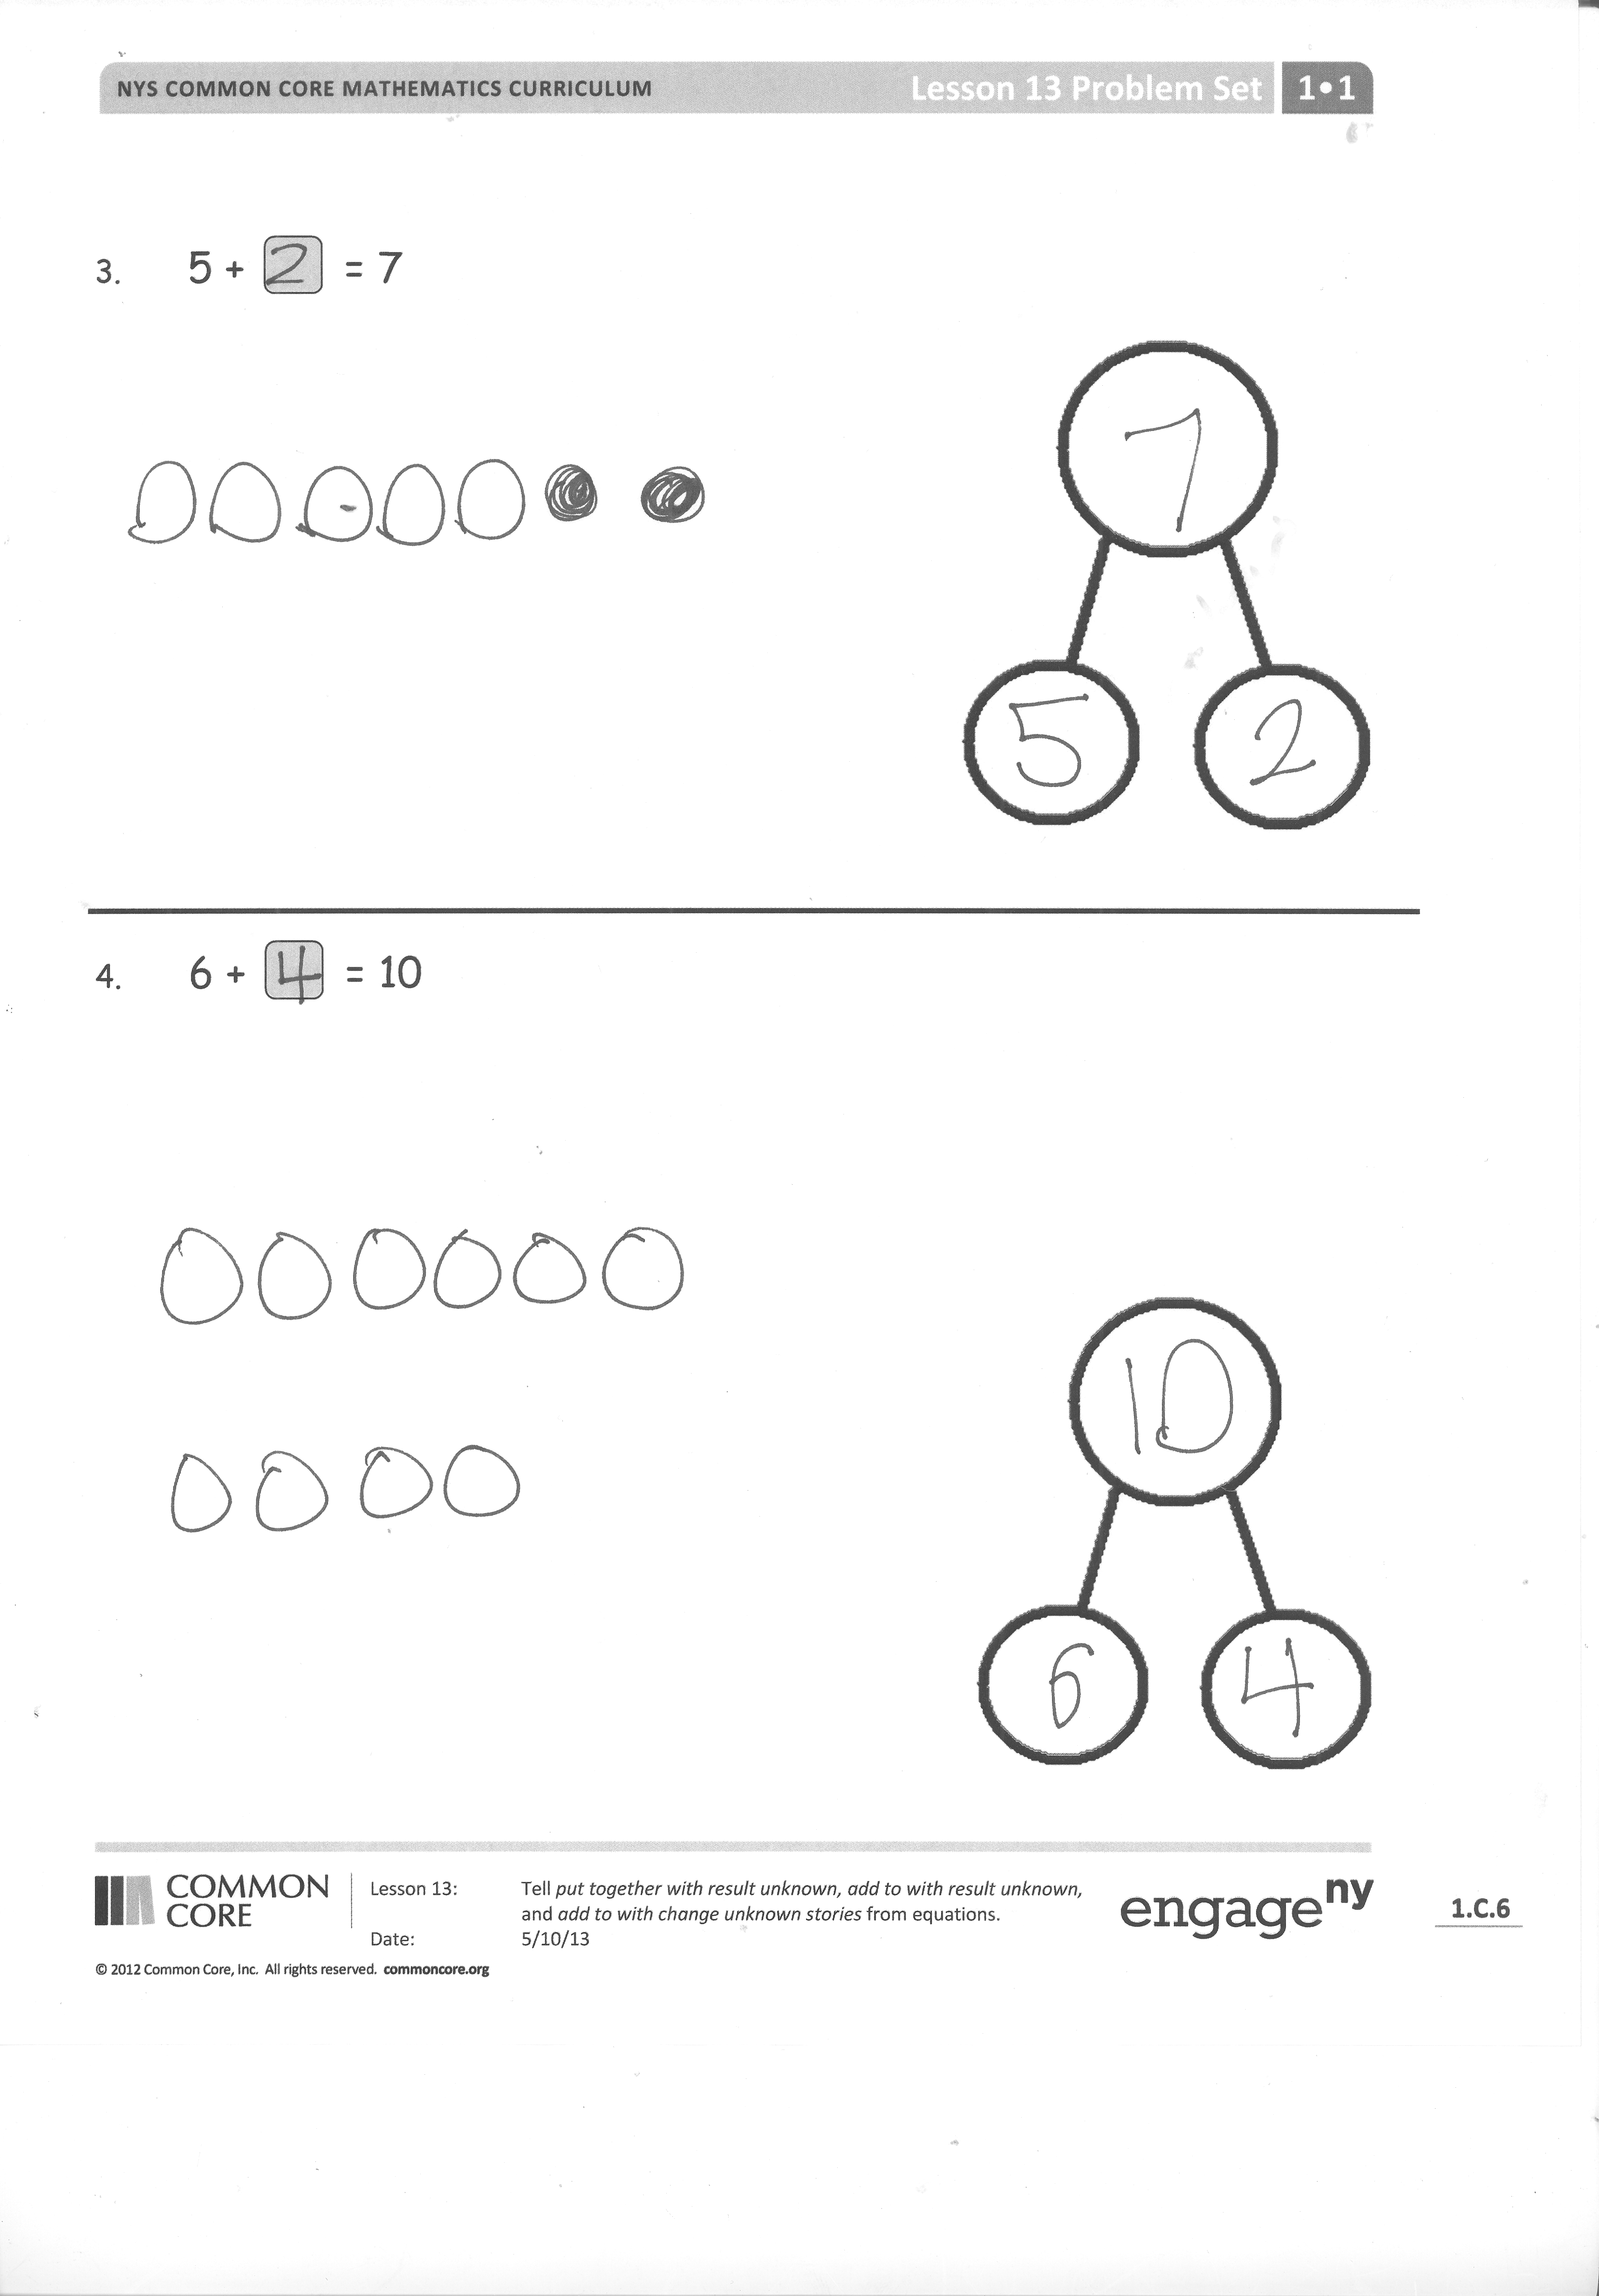 NYS COMMON CORE MATHEMATICS CURRICULUM Lesson 13 Problem Set 1•1
3. 5 + 2 = 7
7
5 2
4. 6 + 4 = 10
10
6 4
COMMON CORE
Lesson 13: Tell put together with result unknown, add to with result unknown,
and add to with change unknown stories from equations.
Date: 5/10/13
engageny
1.C.6
© 2012 Common Core, Inc. All rights reserved. commoncore.org